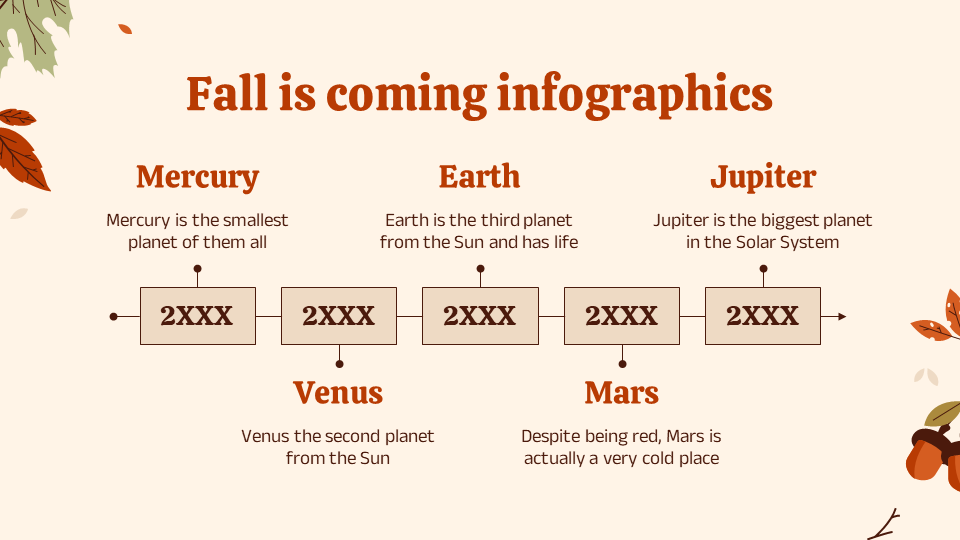 Fall is coming infographics
Mercury
Mercury is the smallest
planet of them all
Earth
Earth is the third planet
from the Sun and has life
Jupiter
Jupiter is the biggest planet
in the Solar System
2XXX
2XXX
2XXX
2XXX
2XXX
Venus
Venus the second planet
from the Sun
Mars
Despite being red, Mars is
actually a very cold place